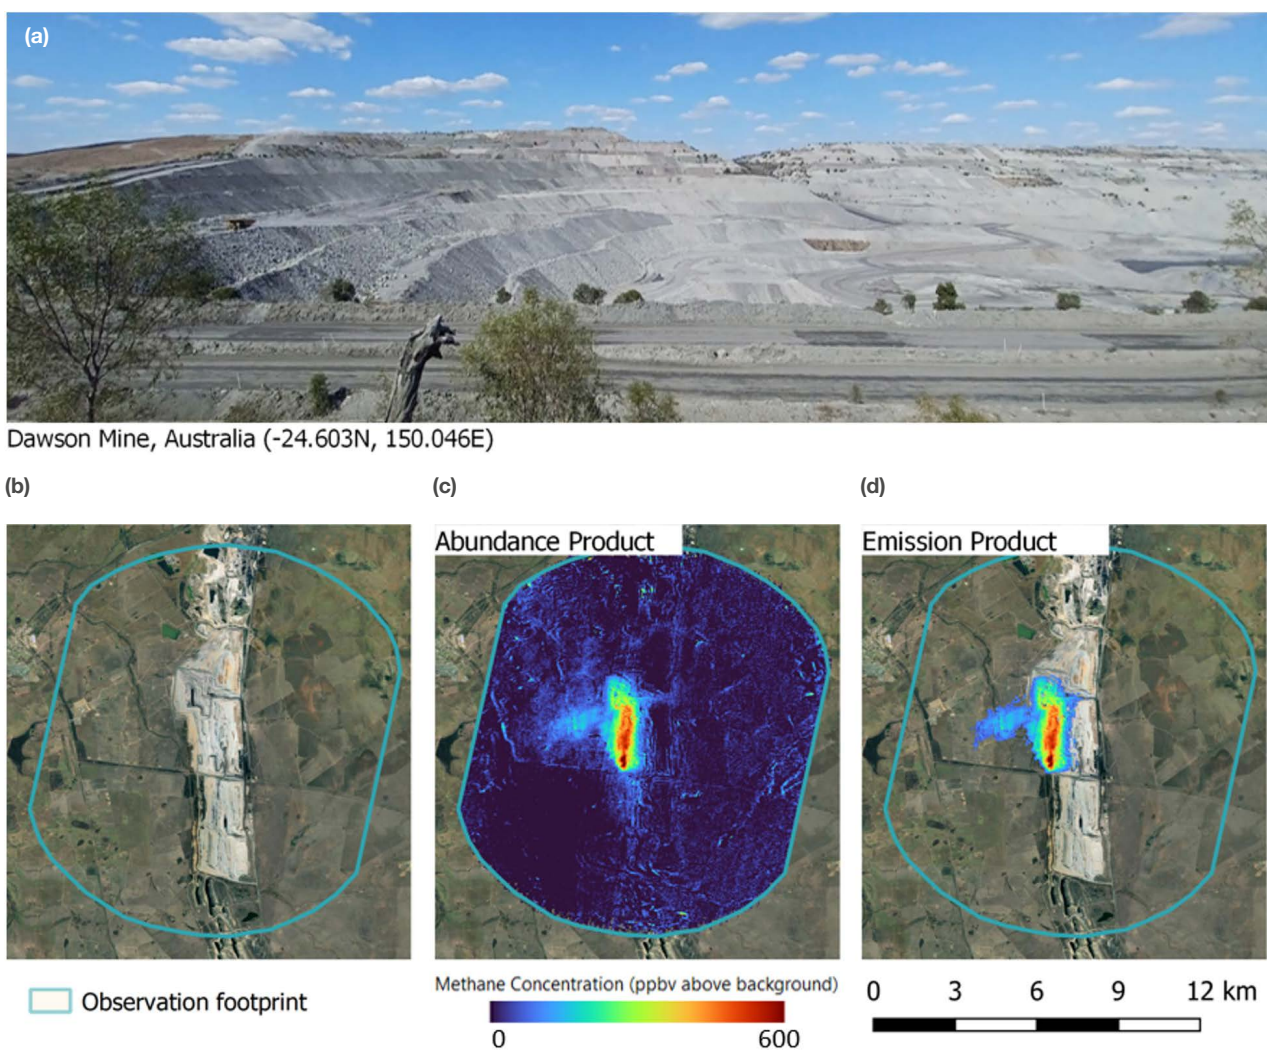 (a)
Dawson Mine, Australia (-24.603N, 150.046E)
(b)
(c)
(d)
Abundance Product
Emission Product
Observation footprint
Methane Concentration (ppbv above background)
0
600
0 3 6 9 12 km